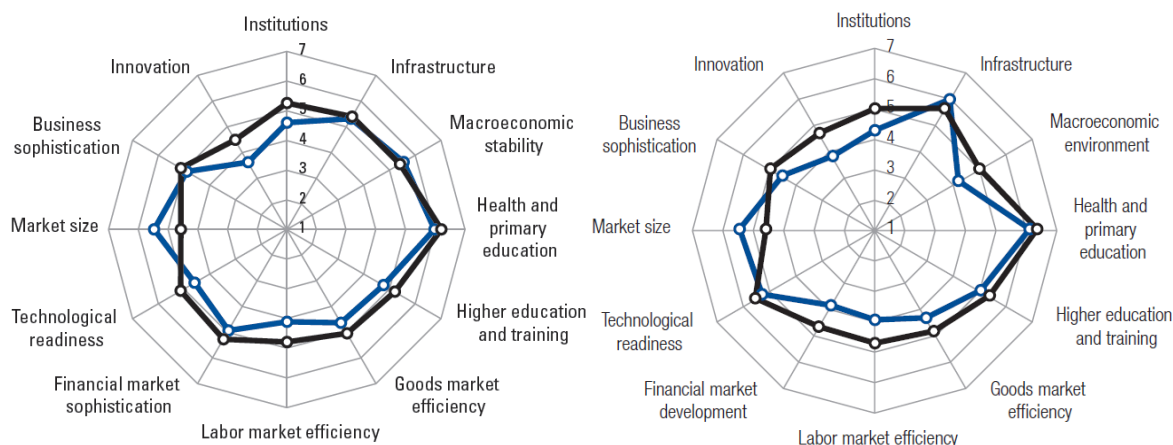 Institutions
7
6
5
4
3
2
1
Infrastructure
Macroeconomic
stability
Health and
primary
education
Higher education
and training
Goods market
efficiency
Labor market efficiency
Financial market
sophistication
Technological
readiness
Market size
Business
sophistication
Innovation
Institutions
7
6
5
4
3
2
1
Infrastructure
Macroeconomic
environment
Health and
primary
education
Higher education
and training
Goods market
efficiency
Labor market efficiency
Financial market
development
Technological
readiness
Market size
Business
sophistication
Innovation